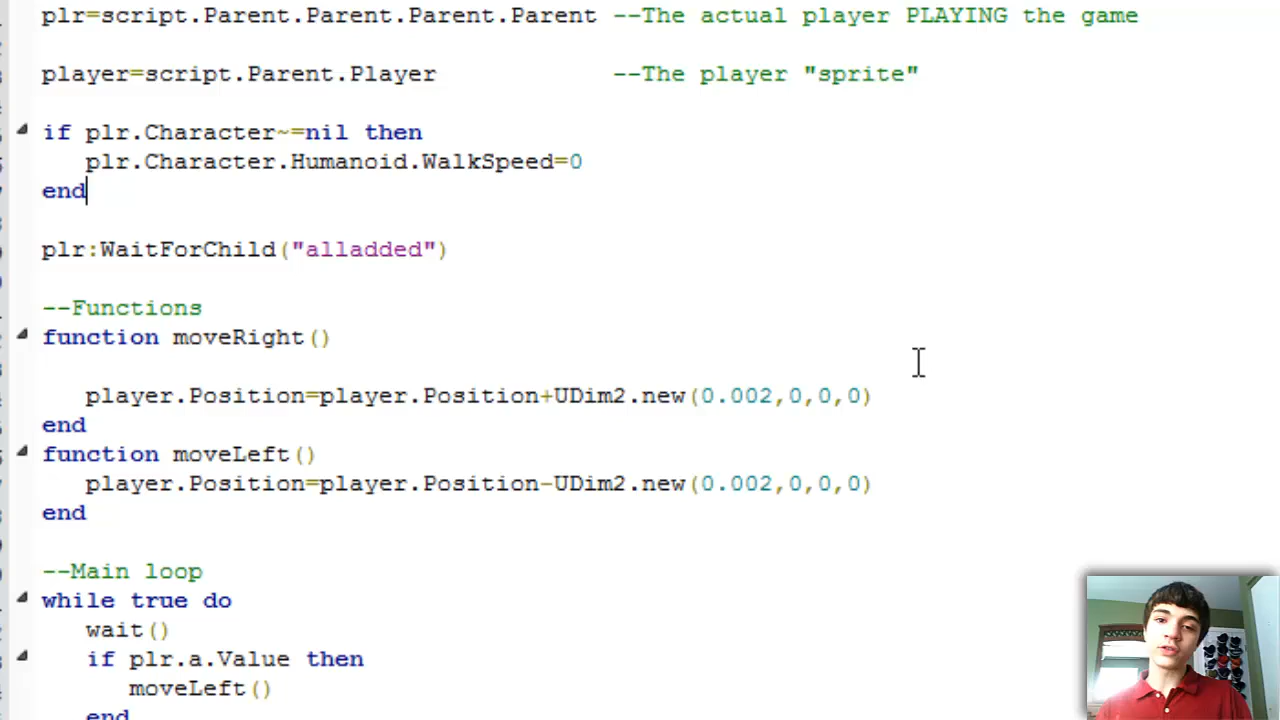 plr=script.Parent.Parent.Parent.Parent --The actual player PLAYING the game
player=script.Parent.Player --The player "sprite"
if plr.Character~=nil then
plr.Character.Humanoid.WalkSpeed=0
end
plr:WaitForChild("alladded")
--Functions
function moveRight()
player.Position=player.Position+UDim2.new(0.002,0,0,0)
end
function moveLeft()
player.Position=player.Position-UDim2.new(0.002,0,0,0)
end
--Main loop
while true do
wait()
if plr.a.Value then
moveLeft()
end